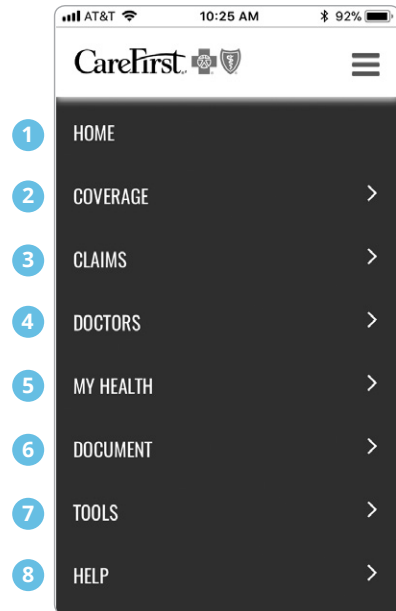 AT&T 10:25 AM 92%
CareFirst.
1 HOME
2 COVERAGE
3 CLAIMS
4 DOCTORS
5 MY HEALTH
6 DOCUMENT
7 TOOLS
8 HELP